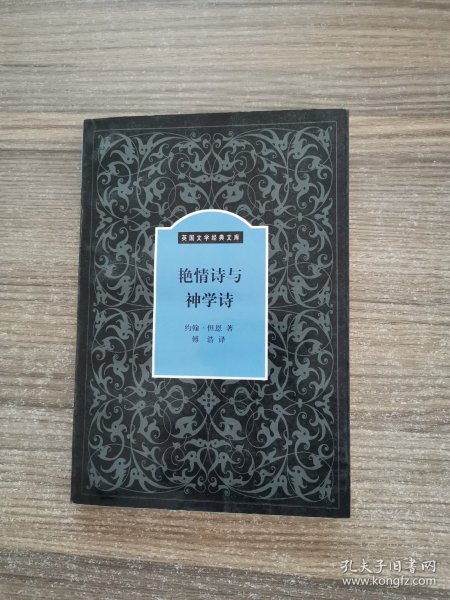 英国文学经典文库
艳情诗与
神学诗
约翰·但恩 著
傅浩 译
孔夫子旧书网
www.kongfz.com